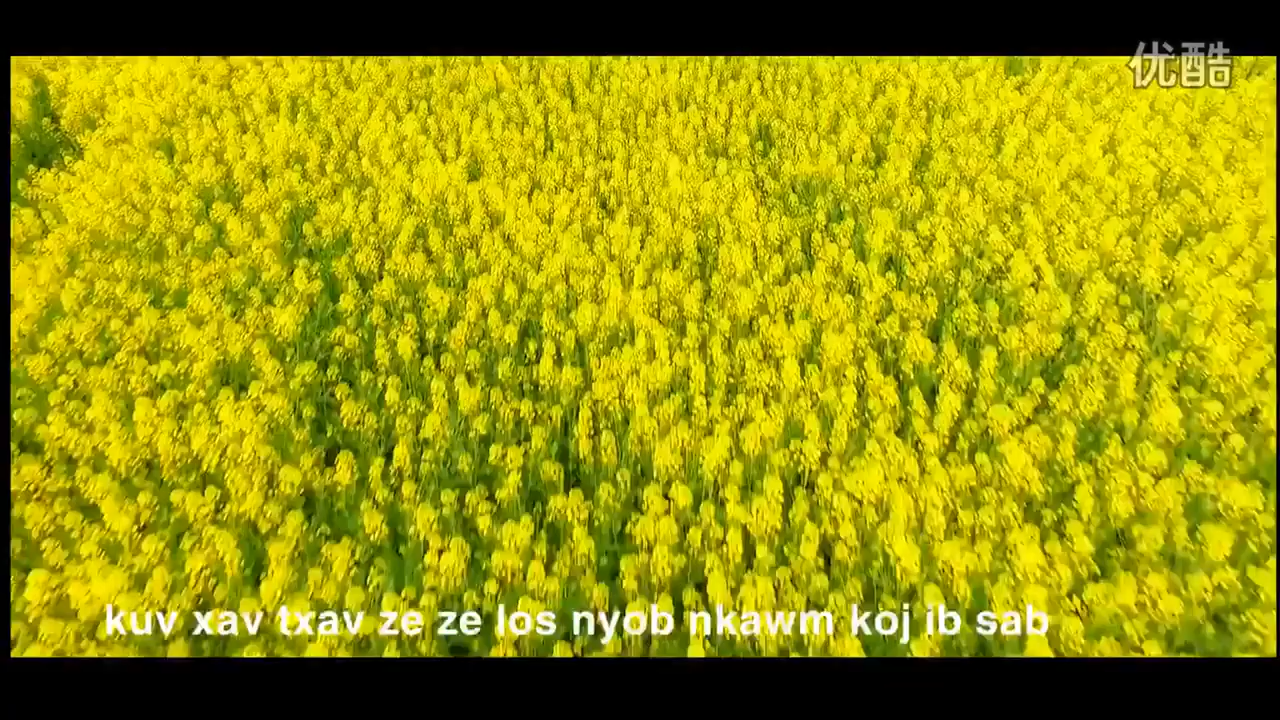 优酷
kuv xav txav ze ze los nyob nkawm koj ib sab